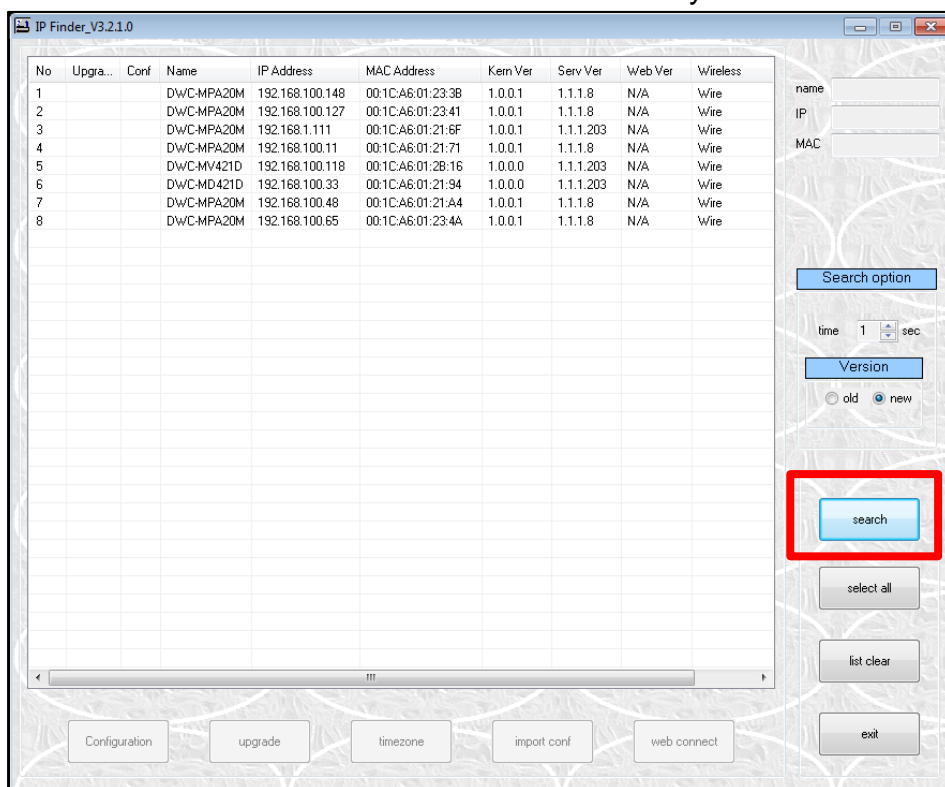 IP Finder_V3.2.1.0
No Upgra... Conf Name IP Address MAC Address Kern Ver Serv Ver Web Ver Wireless
1 DWC-MPA20M 192.168.100.148 00:1C:A6:01:23:3B 1.0.0.1 1.1.1.8 N/A Wire
2 DWC-MPA20M 192.168.100.127 00:1C:A6:01:23:41 1.0.0.1 1.1.1.8 N/A Wire
3 DWC-MPA20M 192.168.1.111 00:1C:A6:01:21:6F 1.0.0.1 1.1.1.203 N/A Wire
4 DWC-MPA20M 192.168.100.11 00:1C:A6:01:21:71 1.0.0.1 1.1.1.8 N/A Wire
5 DWC-MV421D 192.168.100.118 00:1C:A6:01:2B:16 1.0.0.0 1.1.1.203 N/A Wire
6 DWC-MD421D 192.168.100.33 00:1C:A6:01:21:94 1.0.0.0 1.1.1.203 N/A Wire
7 DWC-MPA20M 192.168.100.48 00:1C:A6:01:21:A4 1.0.0.1 1.1.1.8 N/A Wire
8 DWC-MPA20M 192.168.100.65 00:1C:A6:01:23:4A 1.0.0.1 1.1.1.8 N/A Wire
name
IP
MAC
Search option
time 1 sec
Version
old new
search
select all
list clear
exit
Configuration upgrade timezone import conf web connect